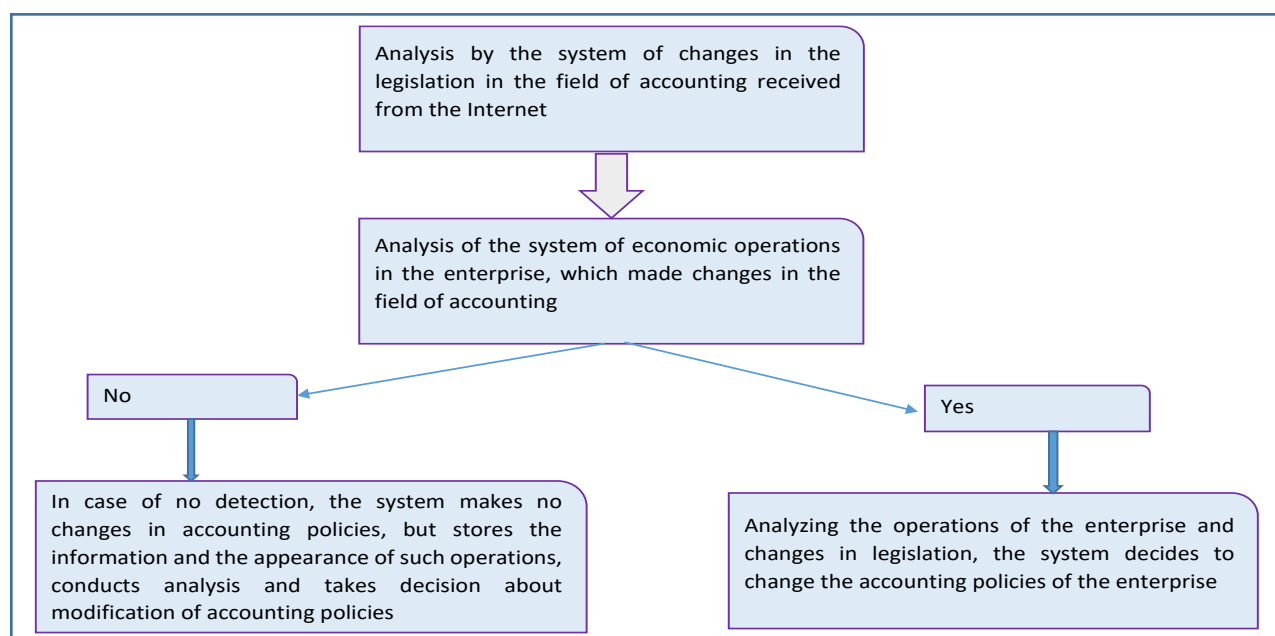 Analysis by the system of changes in the
legislation in the field of accounting received
from the Internet
Analysis of the system of economic operations
in the enterprise, which made changes in the
field of accounting
No
Yes
In case of no detection, the system makes no
changes in accounting policies, but stores the
information and the appearance of such operations,
conducts analysis and takes decision about
modification of accounting policies
Analyzing the operations of the enterprise and
changes in legislation, the system decides to
change the accounting policies of the enterprise